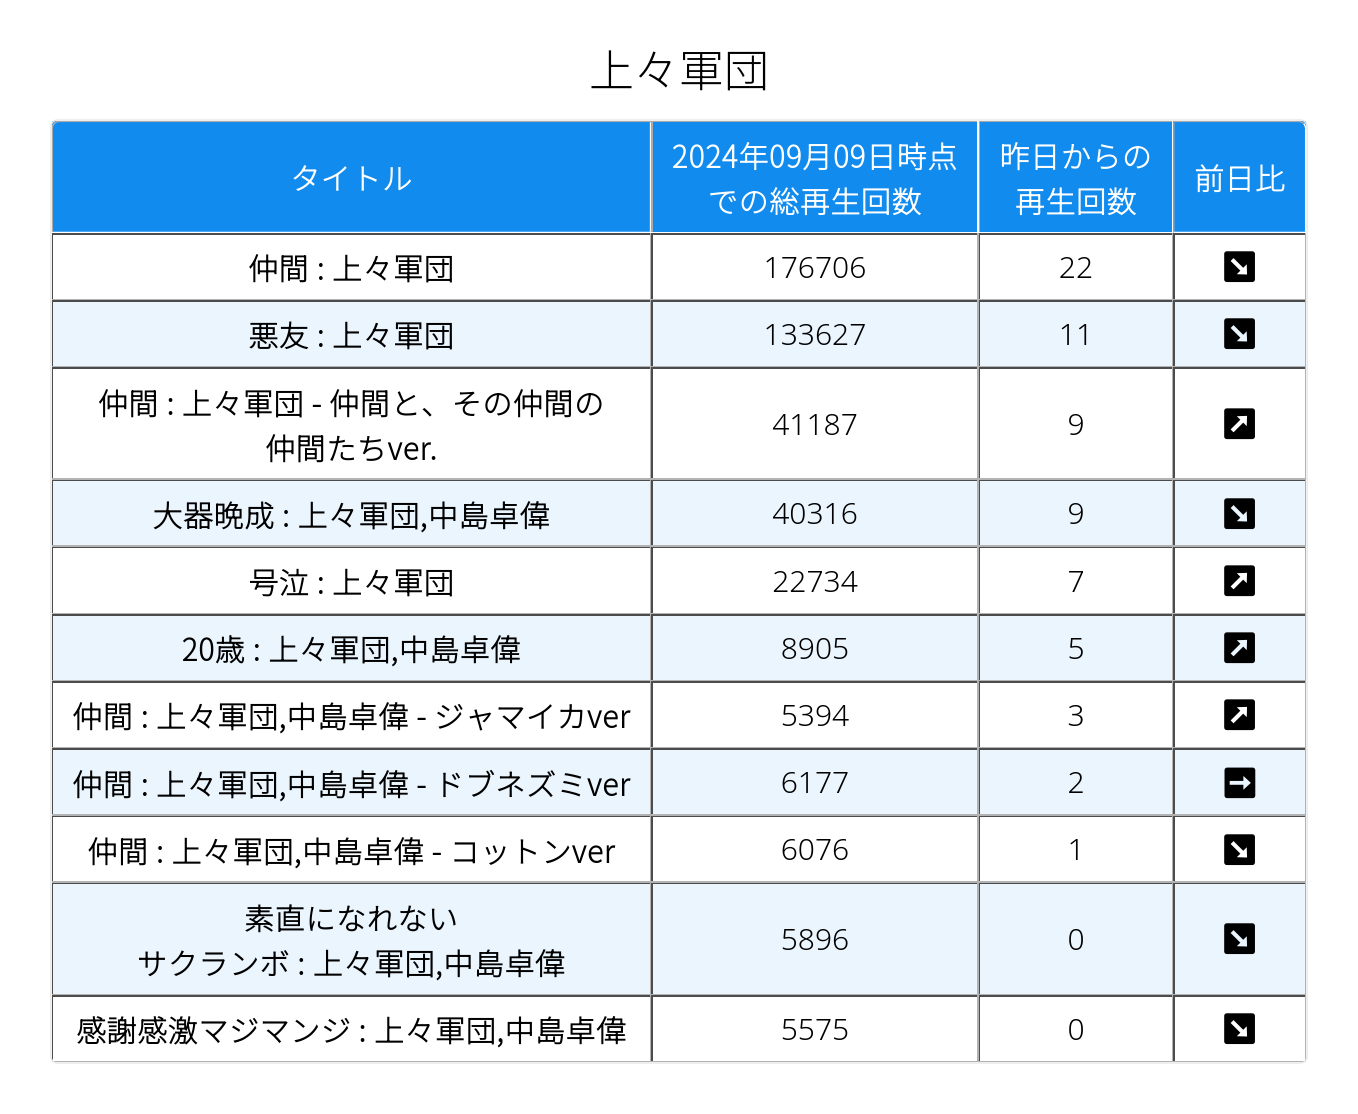 上々軍団
タイトル
2024年09月09日時点
での総再生回数
昨日からの
再生回数
前日比
仲間 : 上々軍団
176706
22
↘
悪友 : 上々軍団
133627
11
↘
仲間 : 上々軍団 - 仲間と、その仲間の
仲間たちver.
41187
9
↗
大器晩成 : 上々軍団,中島卓偉
40316
9
↘
号泣 : 上々軍団
22734
7
↗
20歳 : 上々軍団,中島卓偉
8905
5
↗
仲間 : 上々軍団,中島卓偉 - ジャマイカver
5394
3
↗
仲間 : 上々軍団,中島卓偉 - ドブネズミver
6177
2
→
仲間 : 上々軍団,中島卓偉 - コットンver
6076
1
↘
素直になれない
サクランボ : 上々軍団,中島卓偉
5896
0
↘
感謝感激マジマンジ : 上々軍団,中島卓偉
5575
0
↘